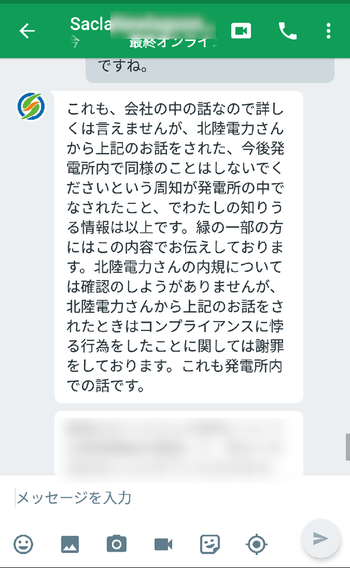 Sacla
今
最終オンライ
ですね。
これも、会社の中の話なので詳し
くは言えませんが、北陸電力さん
から上記のお話をされた、今後発
電所内で同様のことはしないでく
ださいという周知が発電所の中で
なされたこと、でわたしの知りう
る情報は以上です。緑の一部の方
にはこの内容でお伝えしておりま
す。北陸電力さんの内規について
は確認のしようがありませんが、
北陸電力さんから上記のお話をさ
れたときはコンプライアンスに悖
る行為をしたことに関しては謝罪
をしております。これも発電所内
での話です。
メッセージを入力